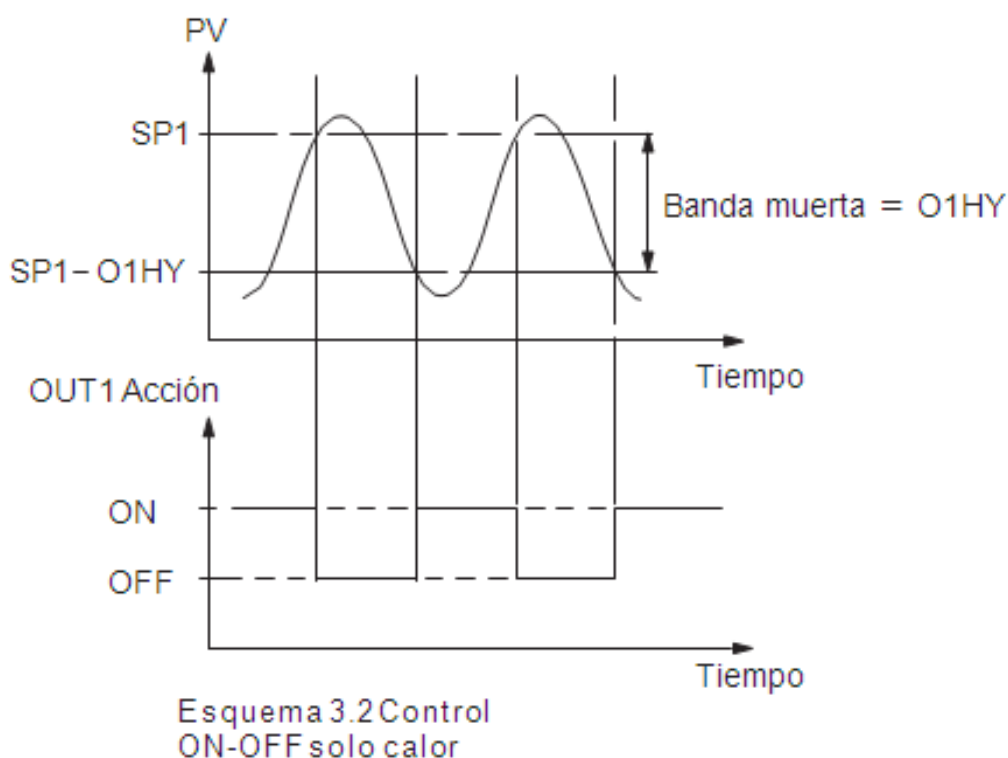 PV
SP1
Banda muerta = O1HY
SP1-O1HY
Tiempo
OUT1 Acción
ON
OFF
Tiempo
Esquema 3.2 Control
ON-OFF solo calor